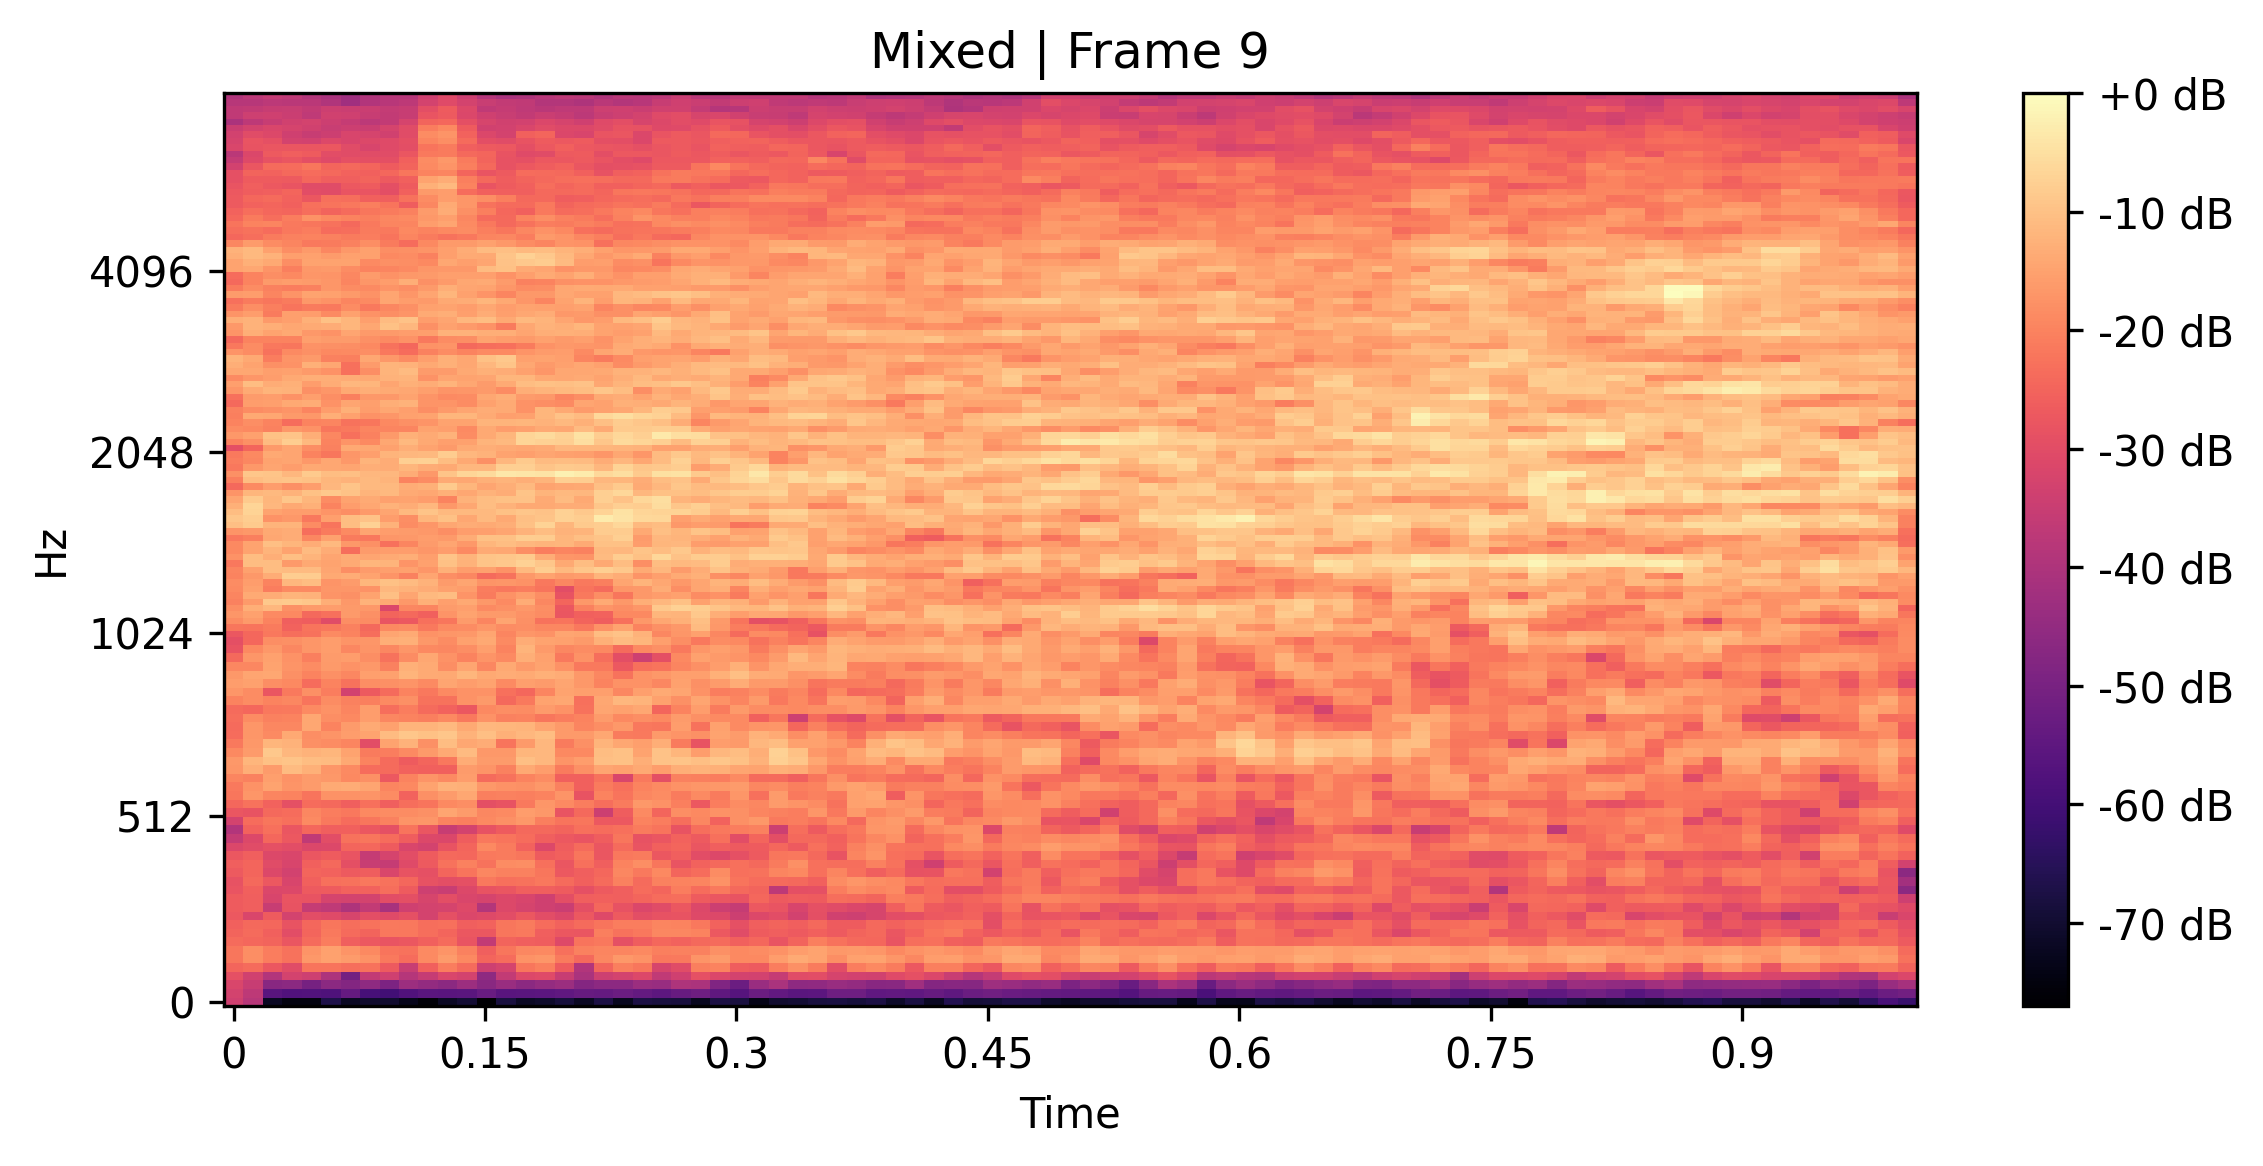 Mixed | Frame 9
+0 dB
-10 dB
-20 dB
-30 dB
-40 dB
-50 dB
-60 dB
-70 dB
4096
2048
1024
512
0
Hz
0 0.15 0.3 0.45 0.6 0.75 0.9
Time